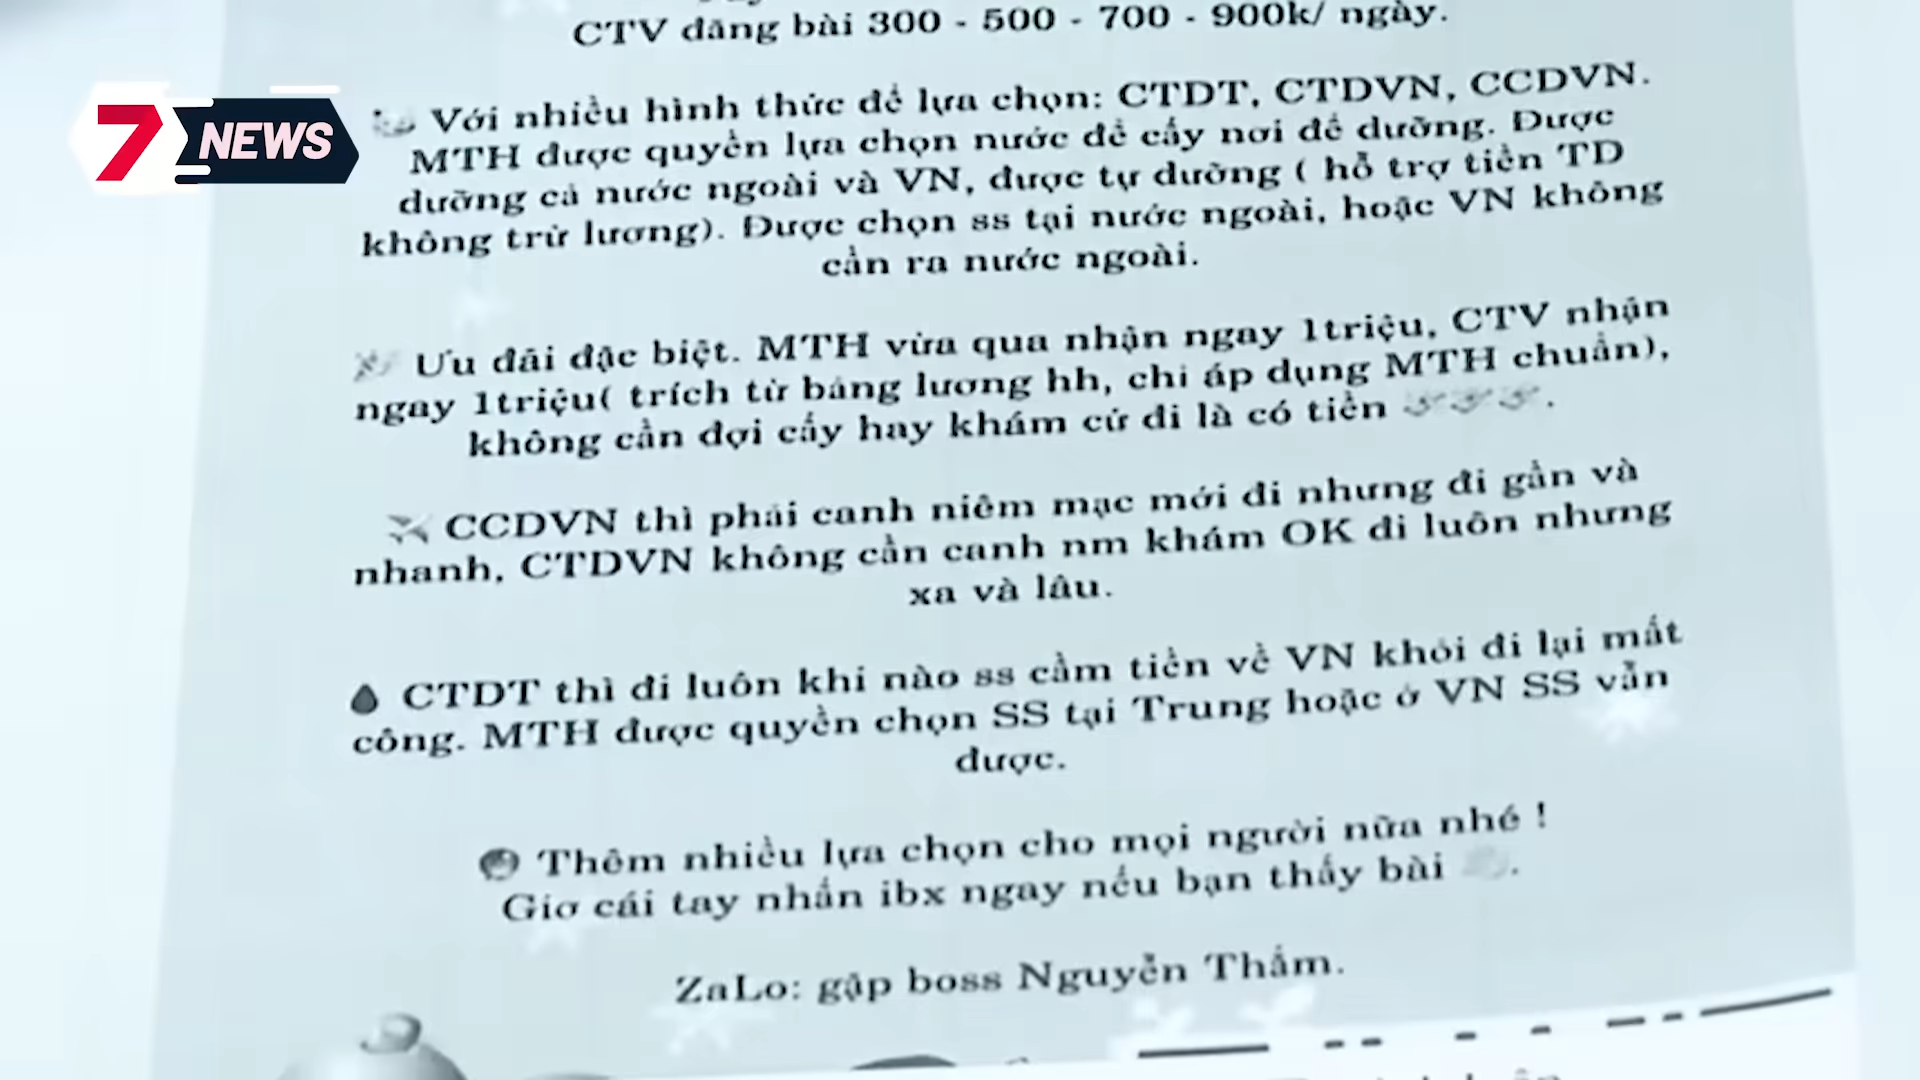 CTV đăng bài 300 - 500 - 700 - 900k/ ngày.
7 NEWS
Với nhiều hình thức để lựa chọn: CTDT, CTDVN, CCDVN.
MTH được quyền lựa chọn nước để cấy nơi để dưỡng. Được
dưỡng cả nước ngoài và VN, được tự dưỡng ( hỗ trợ tiền TD
không trừ lương). Được chọn ss tại nước ngoài, hoặc VN không
cần ra nước ngoài.
Ưu đãi đặc biệt. MTH vừa qua nhận ngay 1triệu, CTV nhận
ngay 1triệu( trích từ bảng lương hh, chỉ áp dụng MTH chuẩn),
không cần đợi cấy hay khám cứ đi là có tiền .
CCDVN thì phải canh niêm mạc mới đi nhưng đi gần và
nhanh, CTDVN không cần canh nm khám OK đi luôn nhưng
xa và lâu.
CTDT thì đi luôn khi nào ss cầm tiền về VN khỏi đi lại mất
công. MTH được quyền chọn SS tại Trung hoặc ở VN SS vẫn
được.
Thêm nhiều lựa chọn cho mọi người nữa nhé !
Giơ cái tay nhấn ibx ngay nếu bạn thấy bài .
ZaLo: gặp boss Nguyễn Thắm.